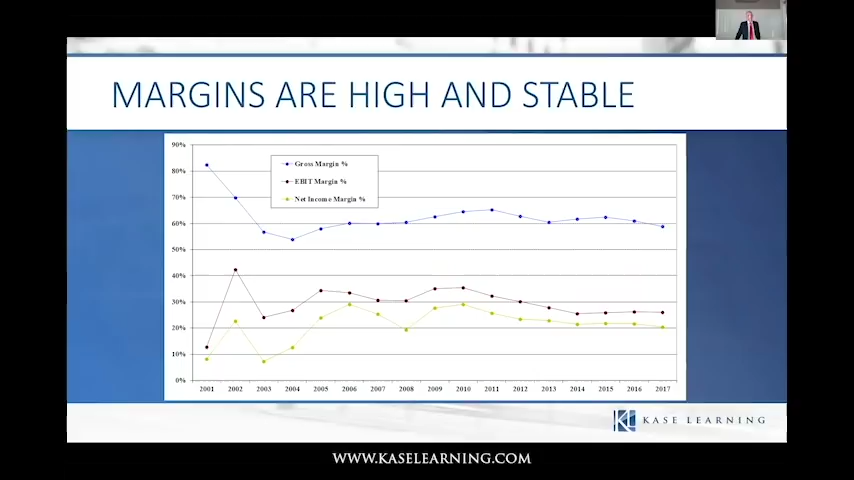 MARGINS ARE HIGH AND STABLE
90%
80%
70%
60%
50%
40%
30%
20%
10%
0%
Gross Margin %
EBIT Margin %
Net Income Margin %
2001 2002 2003 2004 2005 2006 2007 2008 2009 2010 2011 2012 2013 2014 2015 2016 2017
KL KASE LEARNING
WWW.KASELEARNING.COM